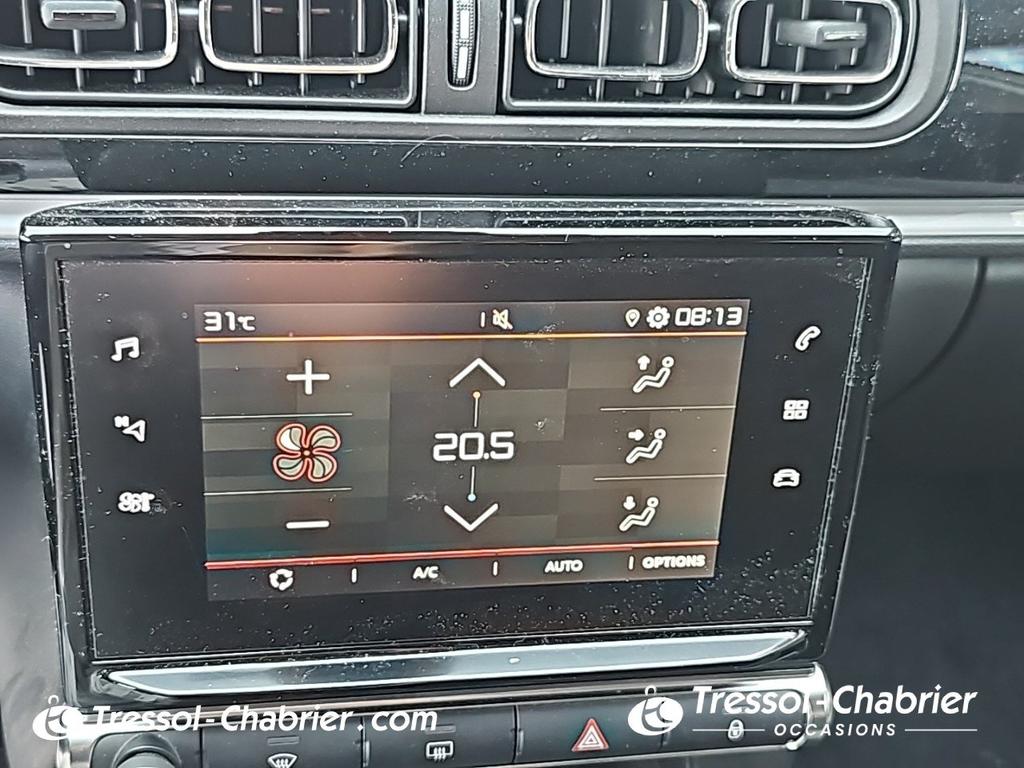 31°C 08:13
20.5
A/C AUTO OPTIONS
Tressol-Chabrier.com
Tressol-Chabrier
OCCASIONS